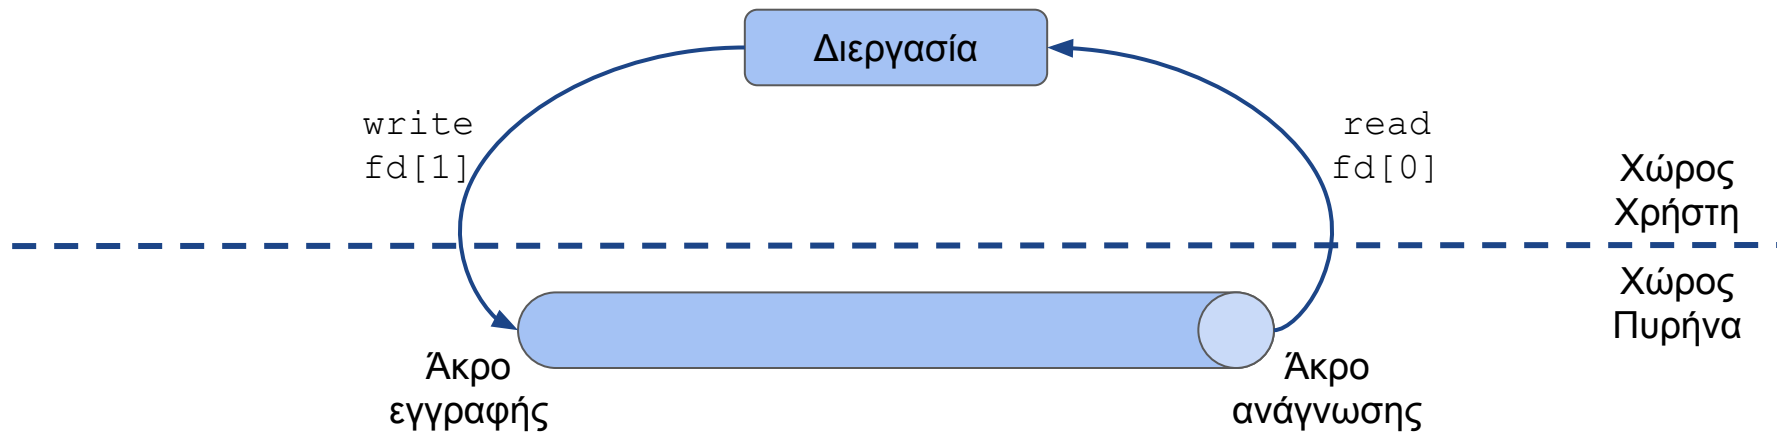 Διεργασία
write
fd[1]
read
fd[0]
Χώρος
Χρήστη
Χώρος
Πυρήνα
Άκρο
εγγραφής
Άκρο
ανάγνωσης